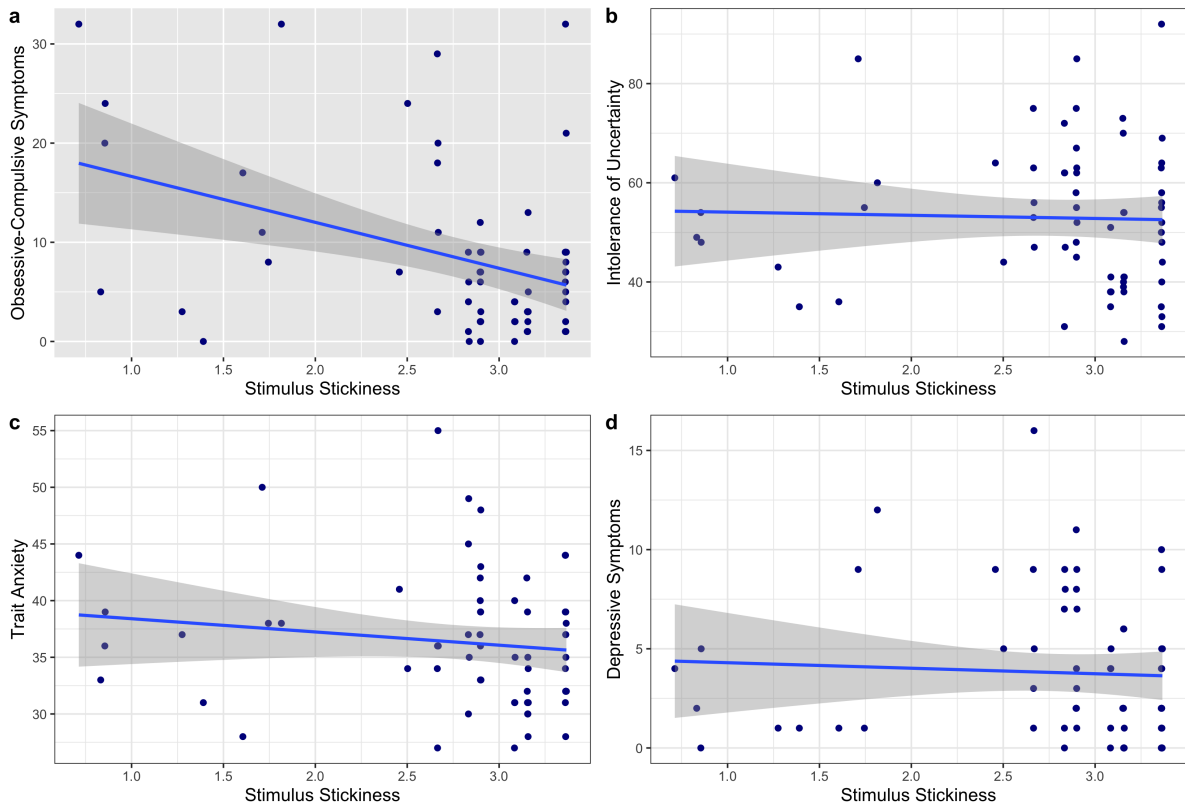 a
Obsessive-Compulsive Symptoms
30
20
10
0
1.0 1.5 2.0 2.5 3.0
Stimulus Stickiness
b
Intolerance of Uncertainty
80
60
40
1.0 1.5 2.0 2.5 3.0
Stimulus Stickiness
c
Trait Anxiety
55
50
45
40
35
30
1.0 1.5 2.0 2.5 3.0
Stimulus Stickiness
d
Depressive Symptoms
15
10
5
0
1.0 1.5 2.0 2.5 3.0
Stimulus Stickiness